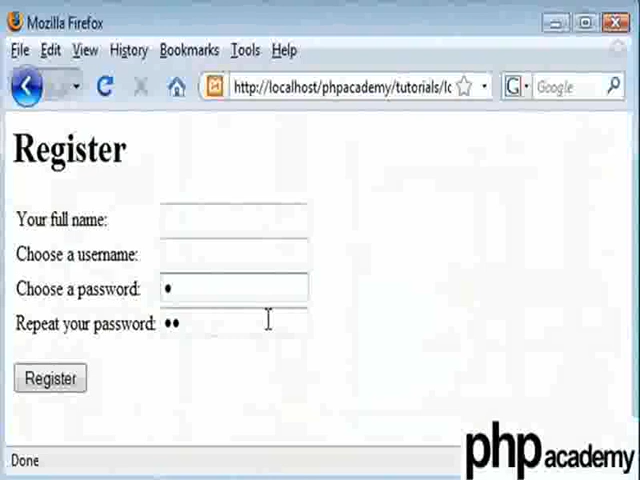 Mozilla Firefox
File Edit View History Bookmarks Tools Help
http://localhost/phpacademy/tutorials/lo
Google
Register
Your full name:
Choose a username:
Choose a password: •
Repeat your password: ••
Register
Done
php academy